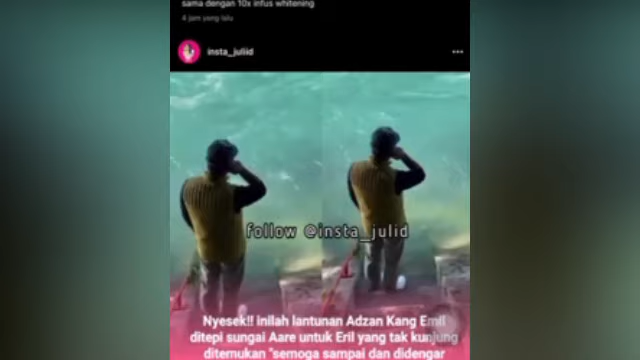 sama dengan 10x infus whitening
4 jam yang lalu
insta_juliid
follow @insta_julid
Nyesek!! inilah lantunan Adzan Kang Emil
ditepi sungai Aare untuk Eril yang tak kunjung
ditemukan "semoga sampai dan didengar